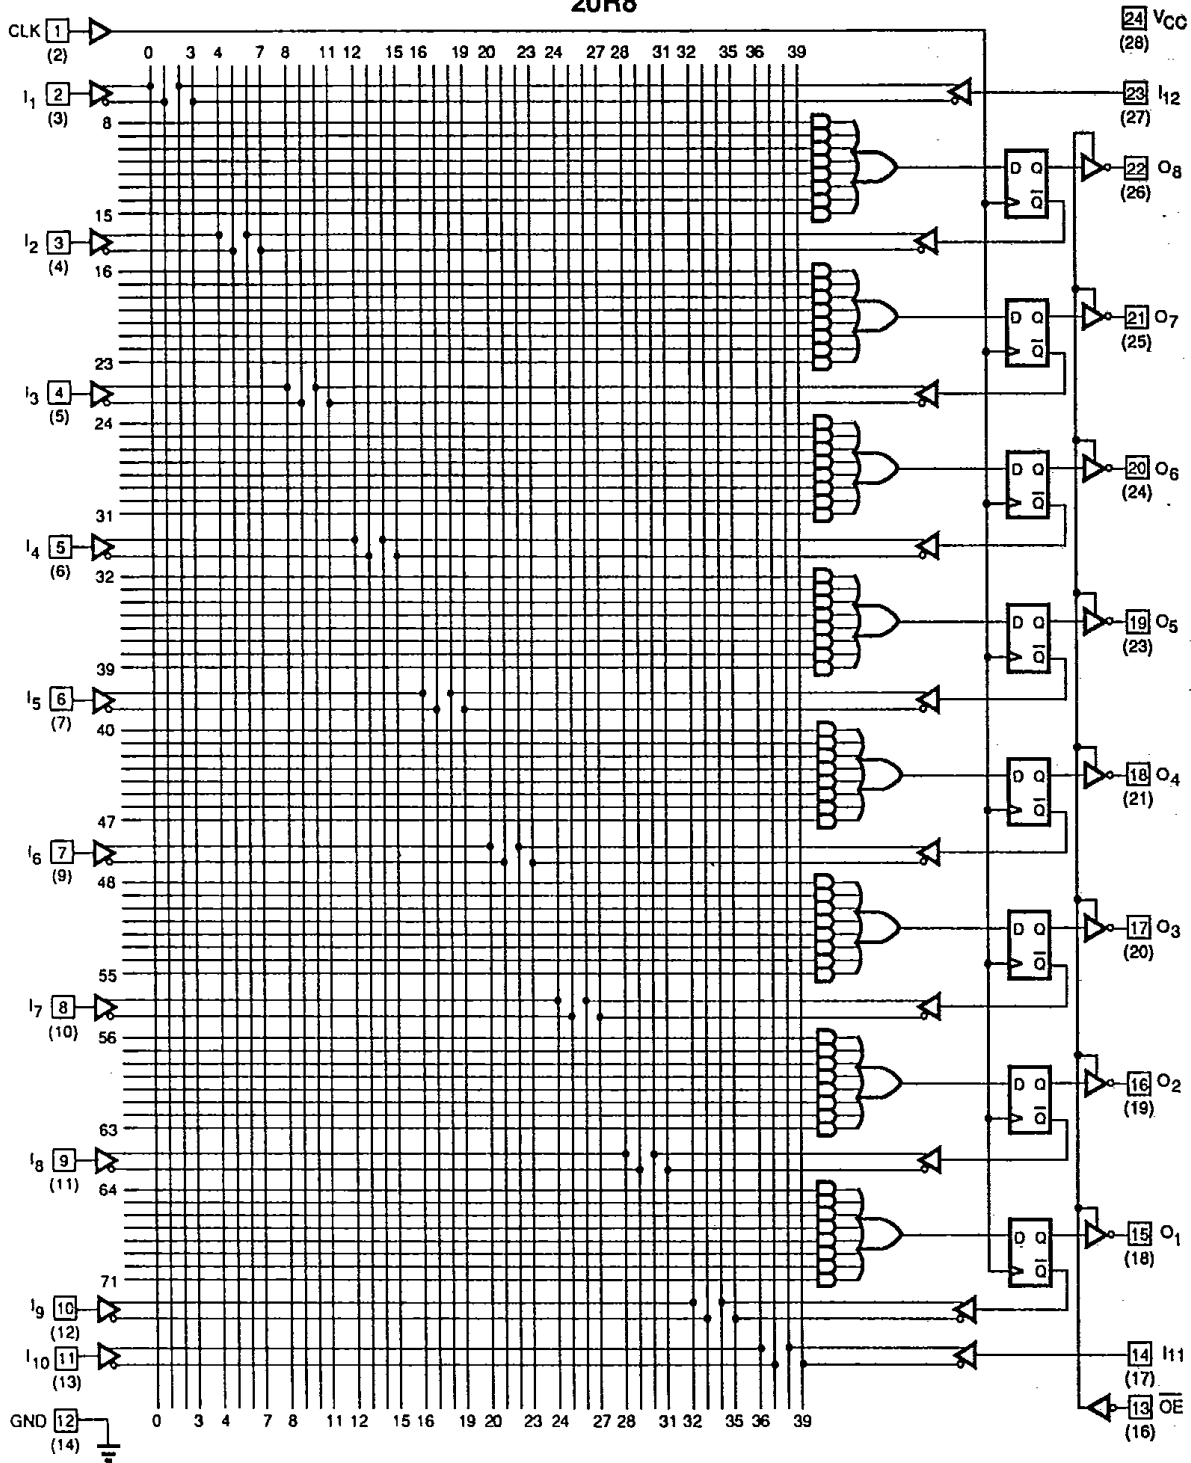 20R8
CLK 1 (2)
24 VCC (28)
0 3 4 7 8 11 12 15 16 19 20 23 24 27 28 31 32 35 36 39
I1 2 (3)
23 I12 (27)
8
D Q Q
22 O8 (26)
15
I2 3 (4)
16
D Q Q
21 O7 (25)
23
I3 4 (5)
24
D Q Q
20 O6 (24)
31
I4 5 (6)
32
D Q Q
19 O5 (23)
39
I5 6 (7)
40
D Q Q
18 O4 (21)
47
I6 7 (9)
48
D Q Q
17 O3 (20)
55
I7 8 (10)
56
D Q Q
16 O2 (19)
63
I8 9 (11)
64
D Q Q
15 O1 (18)
71
I9 10 (12)
I10 11 (13)
14 I11 (17)
0 3 4 7 8 11 12 15 16 19 20 23 24 27 28 31 32 35 36 39
GND 12 (14)
13 OE (16)